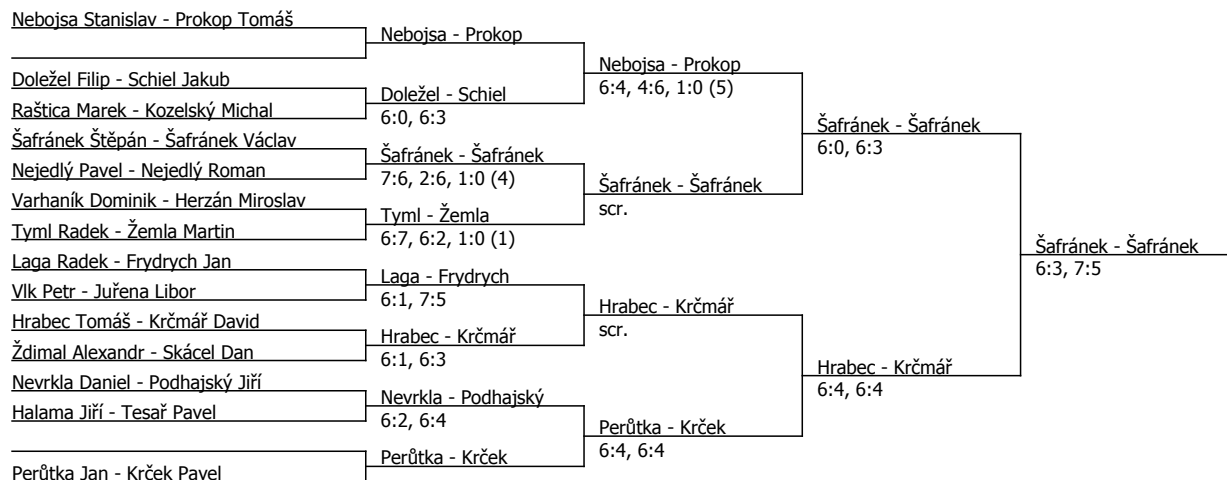 Nebojsa Stanislav - Prokop Tomáš
Doležel Filip - Schiel Jakub
Raštica Marek - Kozelský Michal
Šafránek Štěpán - Šafránek Václav
Nejedlý Pavel - Nejedlý Roman
Varhaník Dominik - Herzán Miroslav
Tyml Radek - Žemla Martin
Laga Radek - Frydrych Jan
Vlk Petr - Juřena Libor
Hrabec Tomáš - Krčmář David
Ždimal Alexandr - Skácel Dan
Nevrkla Daniel - Podhajský Jiří
Halama Jiří - Tesař Pavel
Perůtka Jan - Krček Pavel
Nebojsa - Prokop
Doležel - Schiel
6:0, 6:3
Šafránek - Šafránek
7:6, 2:6, 1:0 (4)
Tyml - Žemla
6:7, 6:2, 1:0 (1)
Laga - Frydrych
6:1, 7:5
Hrabec - Krčmář
6:1, 6:3
Nevrkla - Podhajský
6:2, 6:4
Perůtka - Krček
Nebojsa - Prokop
6:4, 4:6, 1:0 (5)
Šafránek - Šafránek
scr.
Hrabec - Krčmář
scr.
Perůtka - Krček
6:4, 6:4
Šafránek - Šafránek
6:0, 6:3
Hrabec - Krčmář
6:4, 6:4
Šafránek - Šafránek
6:3, 7:5